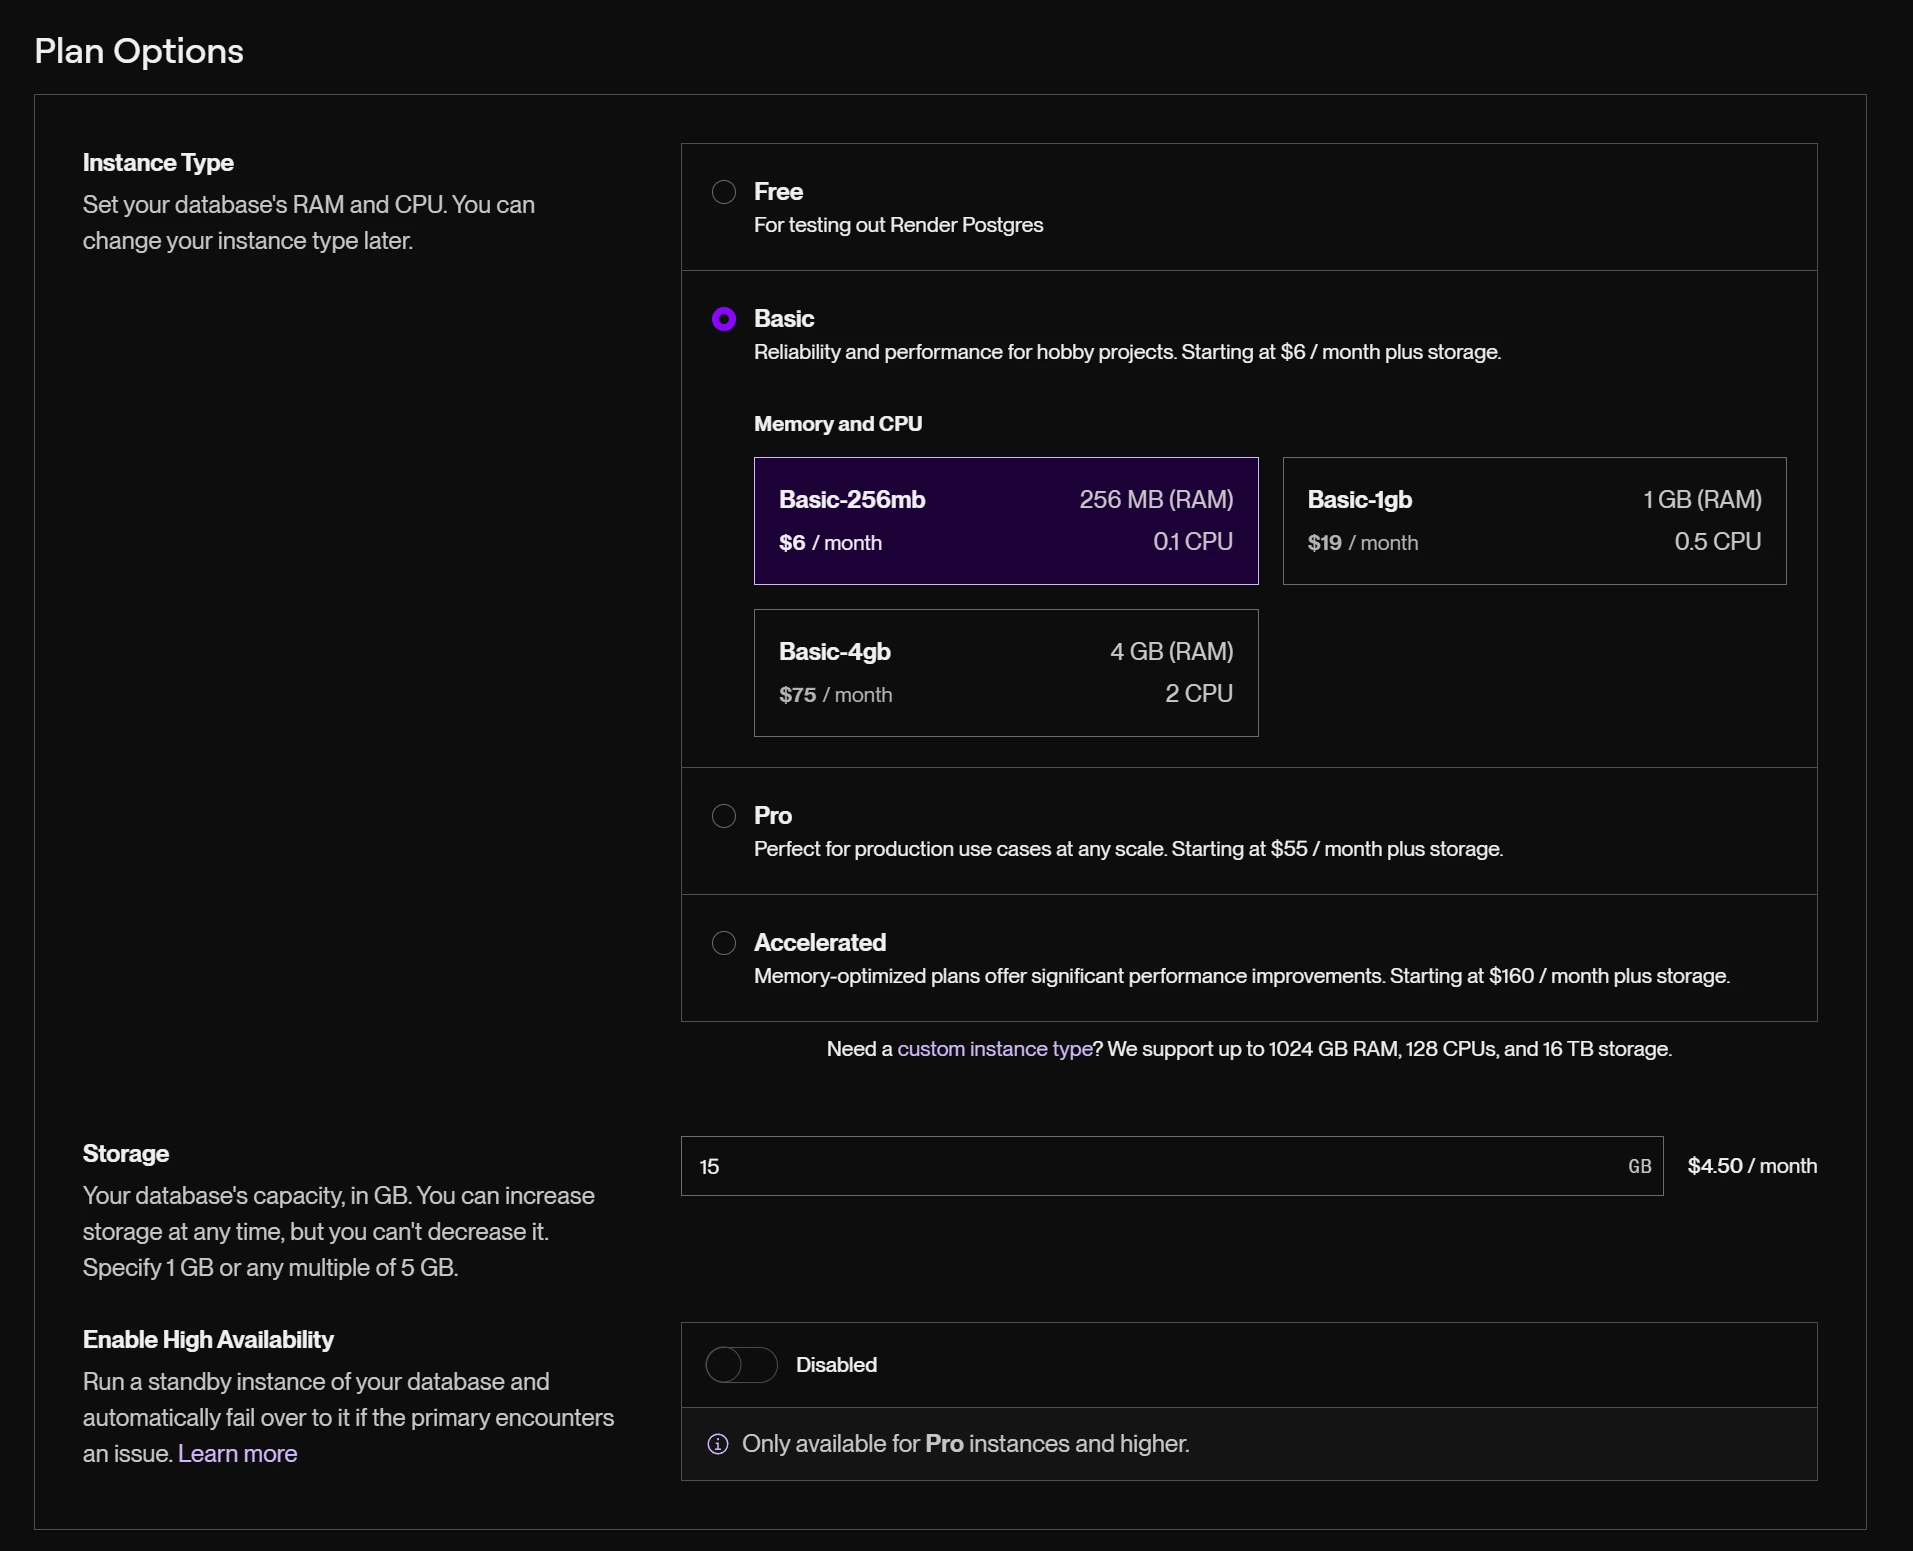 Plan Options
Instance Type
Set your database's RAM and CPU. You can
change your instance type later.
Free
For testing out Render Postgres
Basic
Reliability and performance for hobby projects. Starting at $6 / month plus storage.
Memory and CPU
Basic-256mb 256 MB (RAM)
$6 / month 0.1 CPU
Basic-1gb 1 GB (RAM)
$19 / month 0.5 CPU
Basic-4gb 4 GB (RAM)
$75 / month 2 CPU
Pro
Perfect for production use cases at any scale. Starting at $55 / month plus storage.
Accelerated
Memory-optimized plans offer significant performance improvements. Starting at $160 / month plus storage.
Need a custom instance type? We support up to 1024 GB RAM, 128 CPUs, and 16 TB storage.
Storage
Your database's capacity, in GB. You can increase
storage at any time, but you can't decrease it.
Specify 1 GB or any multiple of 5 GB.
15 GB $4.50 / month
Enable High Availability
Run a standby instance of your database and
automatically fail over to it if the primary encounters
an issue. Learn more
Disabled
Only available for Pro instances and higher.